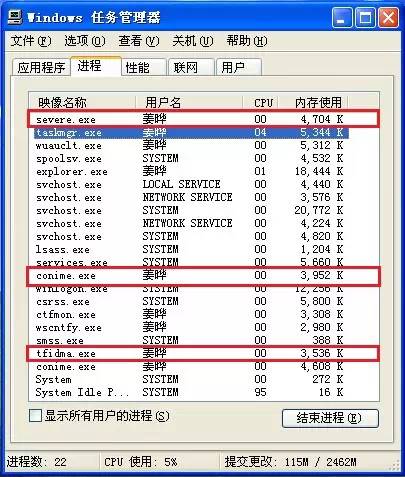 Windows 任务管理器
文件(F) 选项(O) 查看(V) 关机(U) 帮助(H)
应用程序 进程 性能 联网 用户
映像名称 用户名 CPU 内存使用
severe.exe 姜晔 00 4,704 K
taskmgr.exe 姜晔 04 5,344 K
wuauclt.exe 姜晔 00 5,312 K
spoolsv.exe SYSTEM 00 4,532 K
explorer.exe 姜晔 01 18,444 K
svchost.exe LOCAL SERVICE 00 4,440 K
svchost.exe NETWORK SERVICE 00 3,576 K
svchost.exe SYSTEM 00 20,772 K
svchost.exe NETWORK SERVICE 00 4,224 K
svchost.exe SYSTEM 00 4,820 K
lsass.exe SYSTEM 00 1,204 K
services.exe SYSTEM 00 5,660 K
conime.exe 姜晔 00 3,952 K
winlogon.exe SYSTEM 00 12,256 K
csrss.exe SYSTEM 00 5,800 K
ctfmon.exe 姜晔 00 3,308 K
wscntfy.exe 姜晔 00 2,980 K
smss.exe SYSTEM 00 388 K
tfidma.exe 姜晔 00 3,536 K
conime.exe 姜晔 00 4,608 K
System SYSTEM 00 272 K
System Idle P... SYSTEM 95 16 K
显示所有用户的进程(S) 结束进程(E)
进程数: 22 CPU 使用: 5% 提交更改: 115M / 2462M